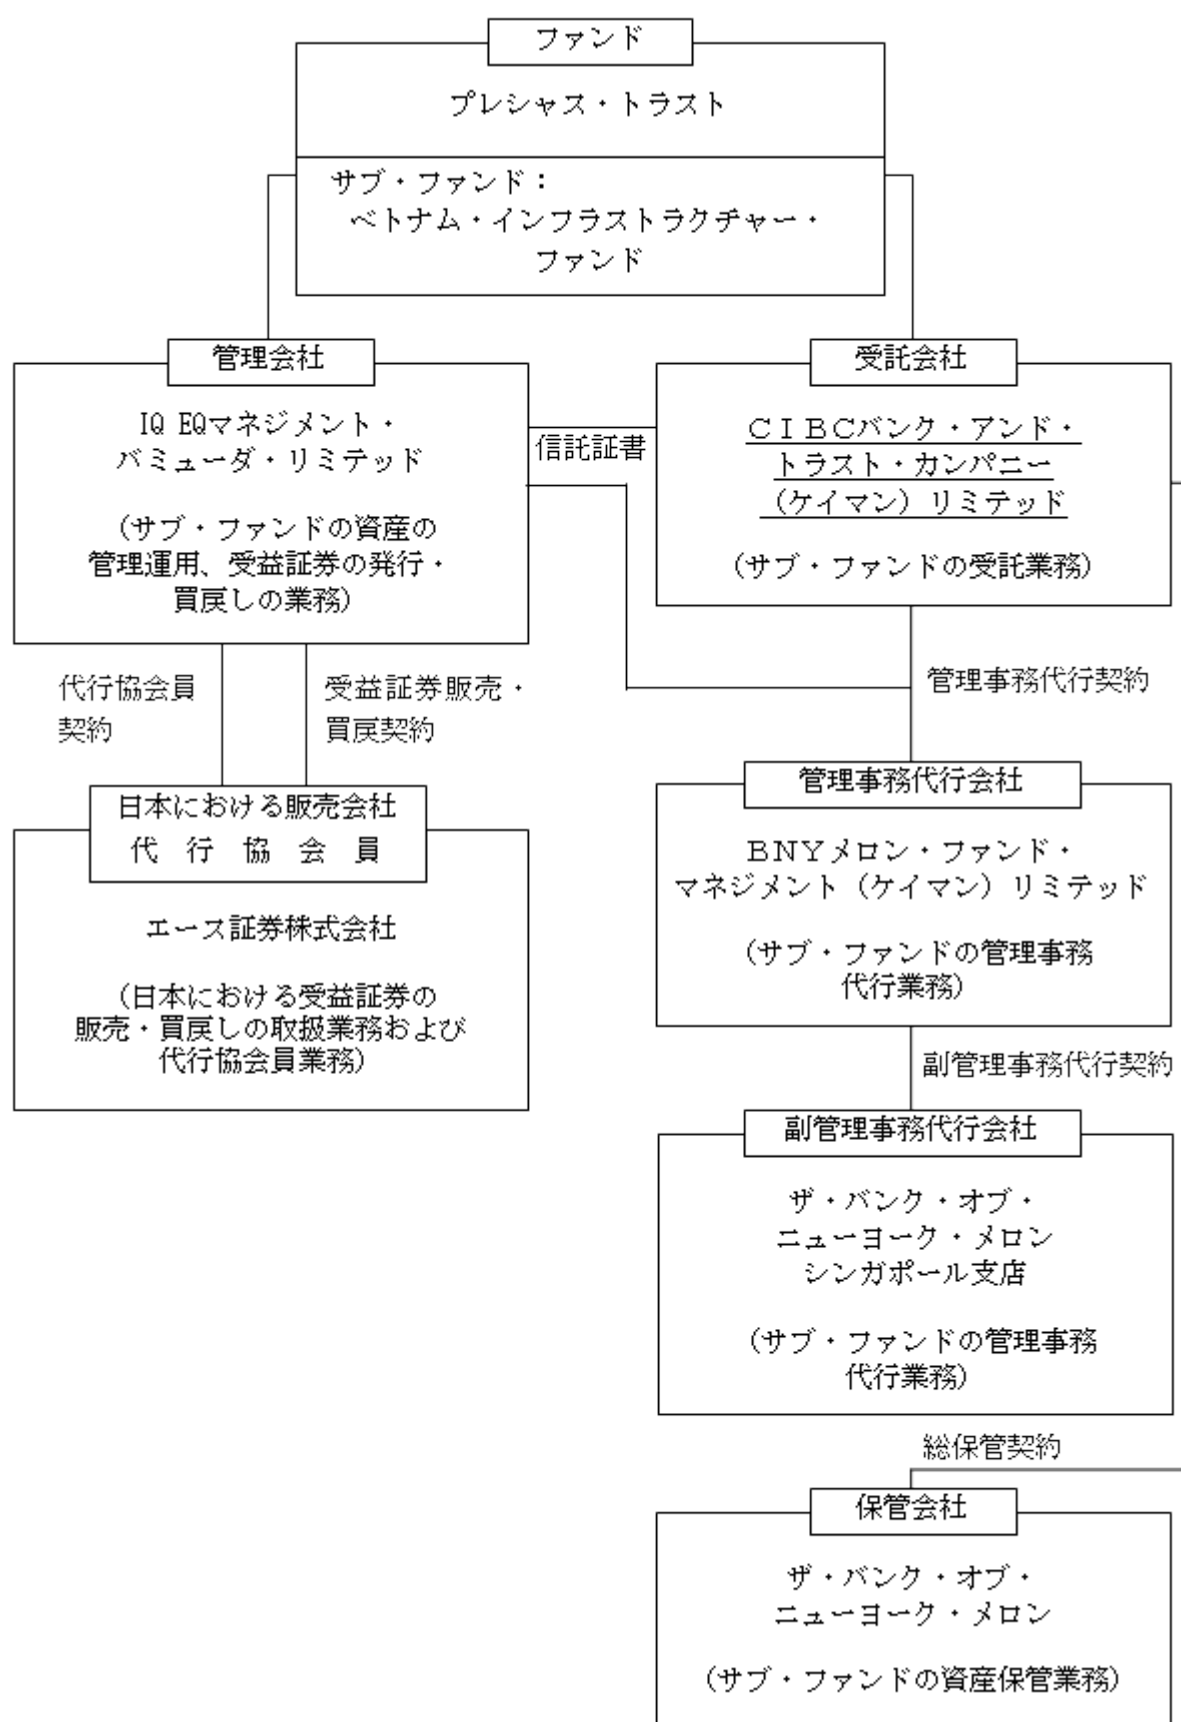 ファンド
プレシャス・トラスト
サブ・ファンド：
ベトナム・インフラストラクチャー・
ファンド
管理会社
IQ EQマネジメント・
バミューダ・リミテッド
（サブ・ファンドの資産の
管理運用、受益証券の発行・
買戻しの業務）
信託証書
受託会社
ＣＩＢＣバンク・アンド・
トラスト・カンパニー
（ケイマン）リミテッド
（サブ・ファンドの受託業務）
代行協会員
契約
受益証券販売・
買戻契約
管理事務代行契約
日本における販売会社
代　行　協　会　員
エース証券株式会社
（日本における受益証券の
販売・買戻しの取扱業務および
代行協会員業務）
管理事務代行会社
ＢＮＹメロン・ファンド・
マネジメント（ケイマン）リミテッド
（サブ・ファンドの管理事務
代行業務）
副管理事務代行契約
副管理事務代行会社
ザ・バンク・オブ・
ニューヨーク・メロン
シンガポール支店
（サブ・ファンドの管理事務
代行業務）
総保管契約
保管会社
ザ・バンク・オブ・
ニューヨーク・メロン
（サブ・ファンドの資産保管業務）